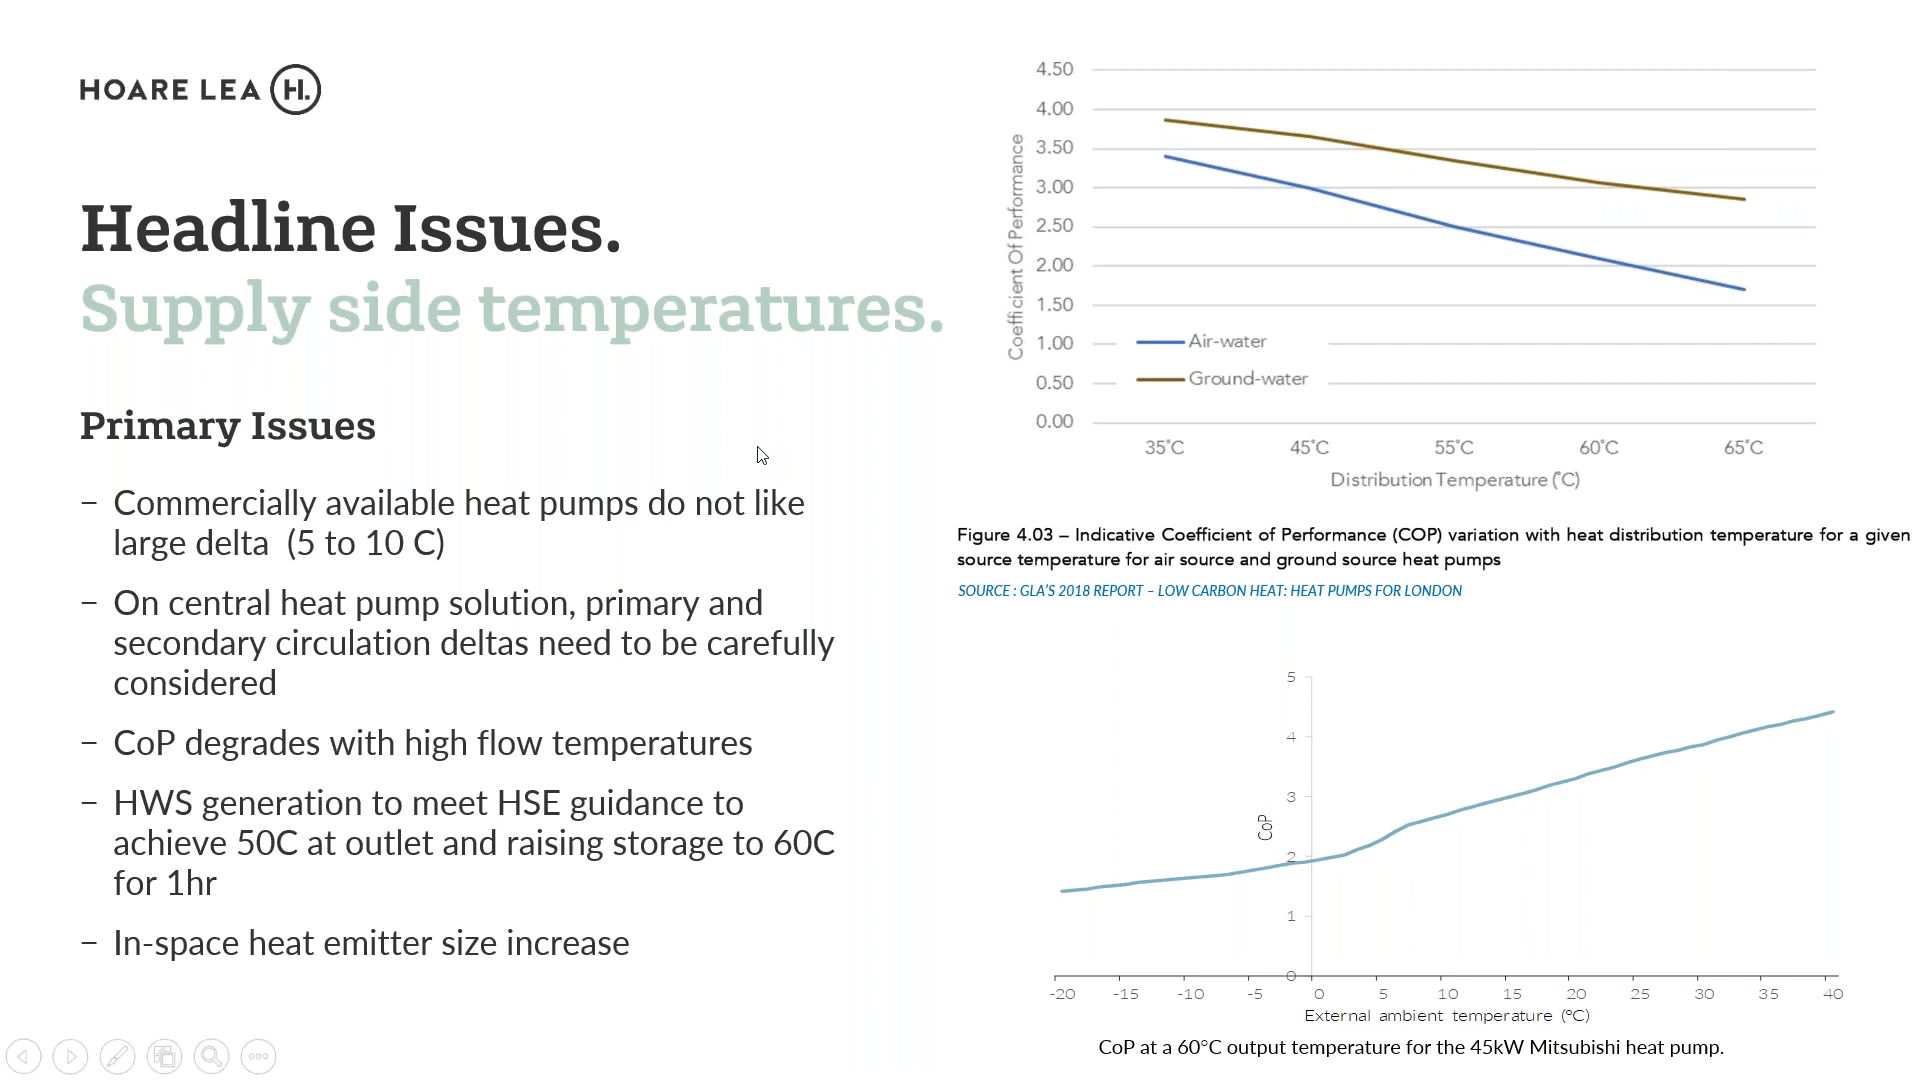 HOARE LEA H.
Headline Issues.
Supply side temperatures.
Primary Issues
– Commercially available heat pumps do not like
large delta  (5 to 10 C)
– On central heat pump solution, primary and
secondary circulation deltas need to be carefully
considered
– CoP degrades with high flow temperatures
– HWS generation to meet HSE guidance to
achieve 50C at outlet and raising storage to 60C
for 1hr
– In-space heat emitter size increase
Coefficient Of Performance
4.50
4.00
3.50
3.00
2.50
2.00
1.50
1.00
0.50
0.00
Air-water
Ground-water
35°C 45°C 55°C 60°C 65°C
Distribution Temperature (°C)
Figure 4.03 – Indicative Coefficient of Performance (COP) variation with heat distribution temperature for a given
source temperature for air source and ground source heat pumps
SOURCE : GLA'S 2018 REPORT – LOW CARBON HEAT: HEAT PUMPS FOR LONDON
CoP
5
4
3
2
1
0
-20 -15 -10 -5 0 5 10 15 20 25 30 35 40
External ambient temperature (°C)
CoP at a 60°C output temperature for the 45kW Mitsubishi heat pump.